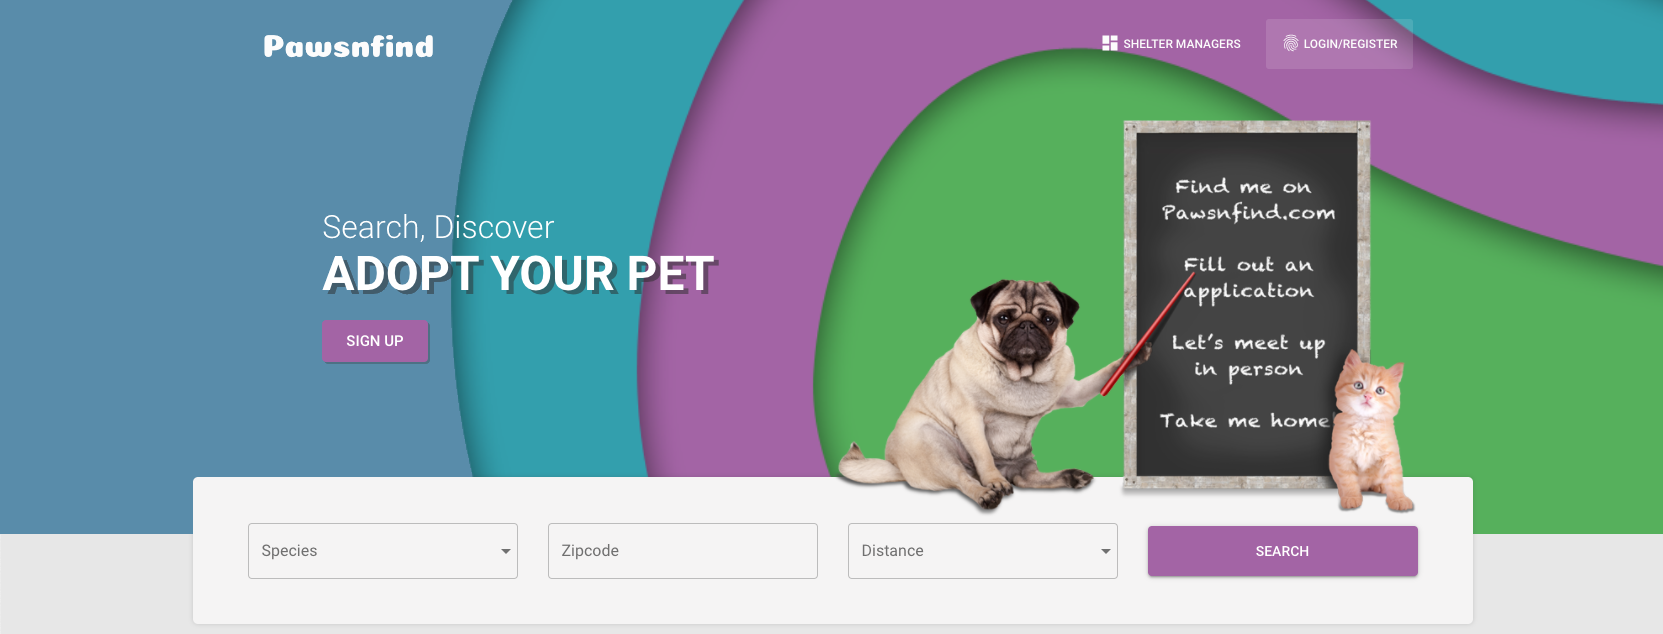 Pawsnfind
SHELTER MANAGERS
LOGIN/REGISTER
Search, Discover
ADOPT YOUR PET
SIGN UP
Find me on
Pawsnfind.com
Fill out an
application
Let's meet up
in person
Take me home
Species
Zipcode
Distance
SEARCH